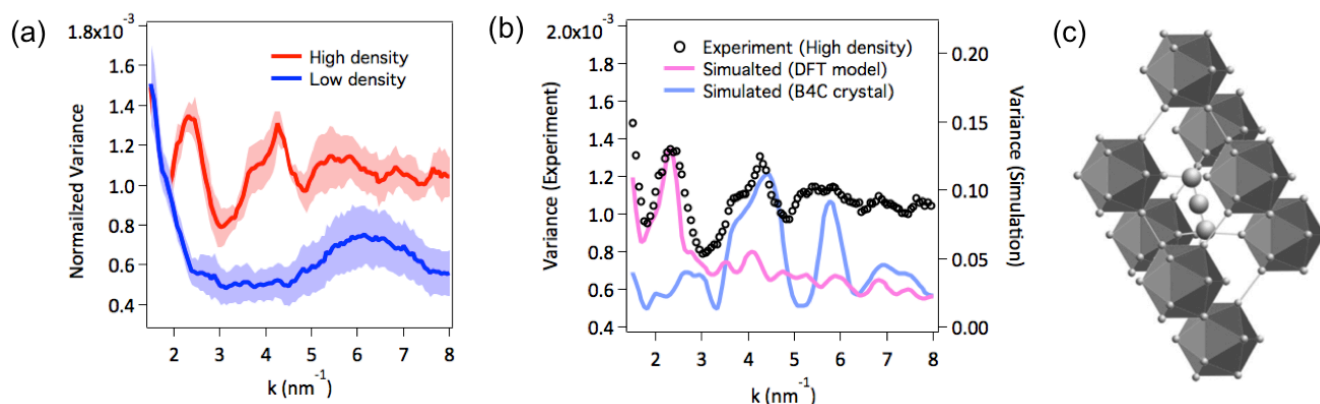 (a)
1.8x10-3
1.6
1.4
1.2
1.0
0.8
0.6
0.4
Normailzed Variance
High density
Low density
2 3 4 5 6 7 8
k (nm-1)
(b)
2.0x10-3
1.8
1.6
1.4
1.2
1.0
0.8
0.6
0.4
Variance (Experiment)
Experiment (High density)
Simualted (DFT model)
Simulated (B4C crystal)
0.20
0.15
0.10
0.05
0.00
Variance (Simulation)
2 3 4 5 6 7 8
k (nm-1)
(c)